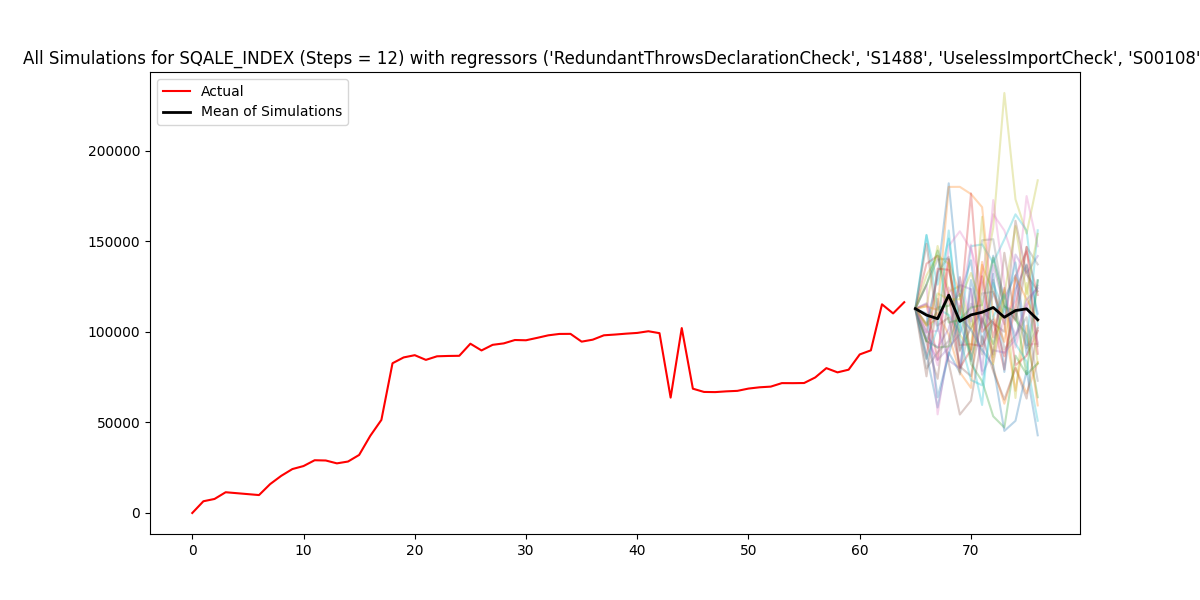 All Simulations for SQALE_INDEX (Steps = 12) with regressors ('RedundantThrowsDeclarationCheck', 'S1488', 'UselessImportCheck', 'S00108'
Actual
Mean of Simulations
200000
150000
100000
50000
0
0 10 20 30 40 50 60 70